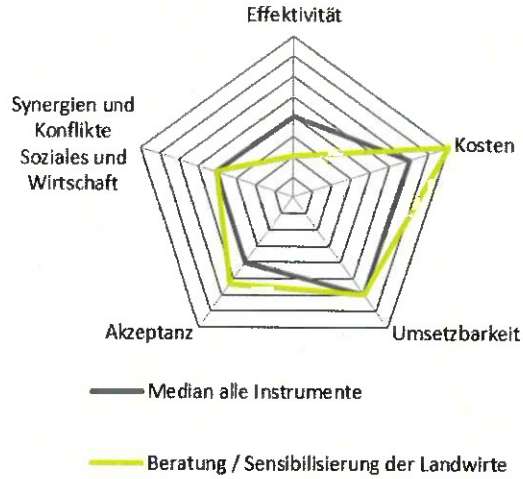 Effektivität
Synergien und
Konflikte
Soziales und
Wirtschaft
Kosten
Akzeptanz
Umsetzbarkeit
Median alle Instrumente
Beratung / Sensibilisierung der Landwirte